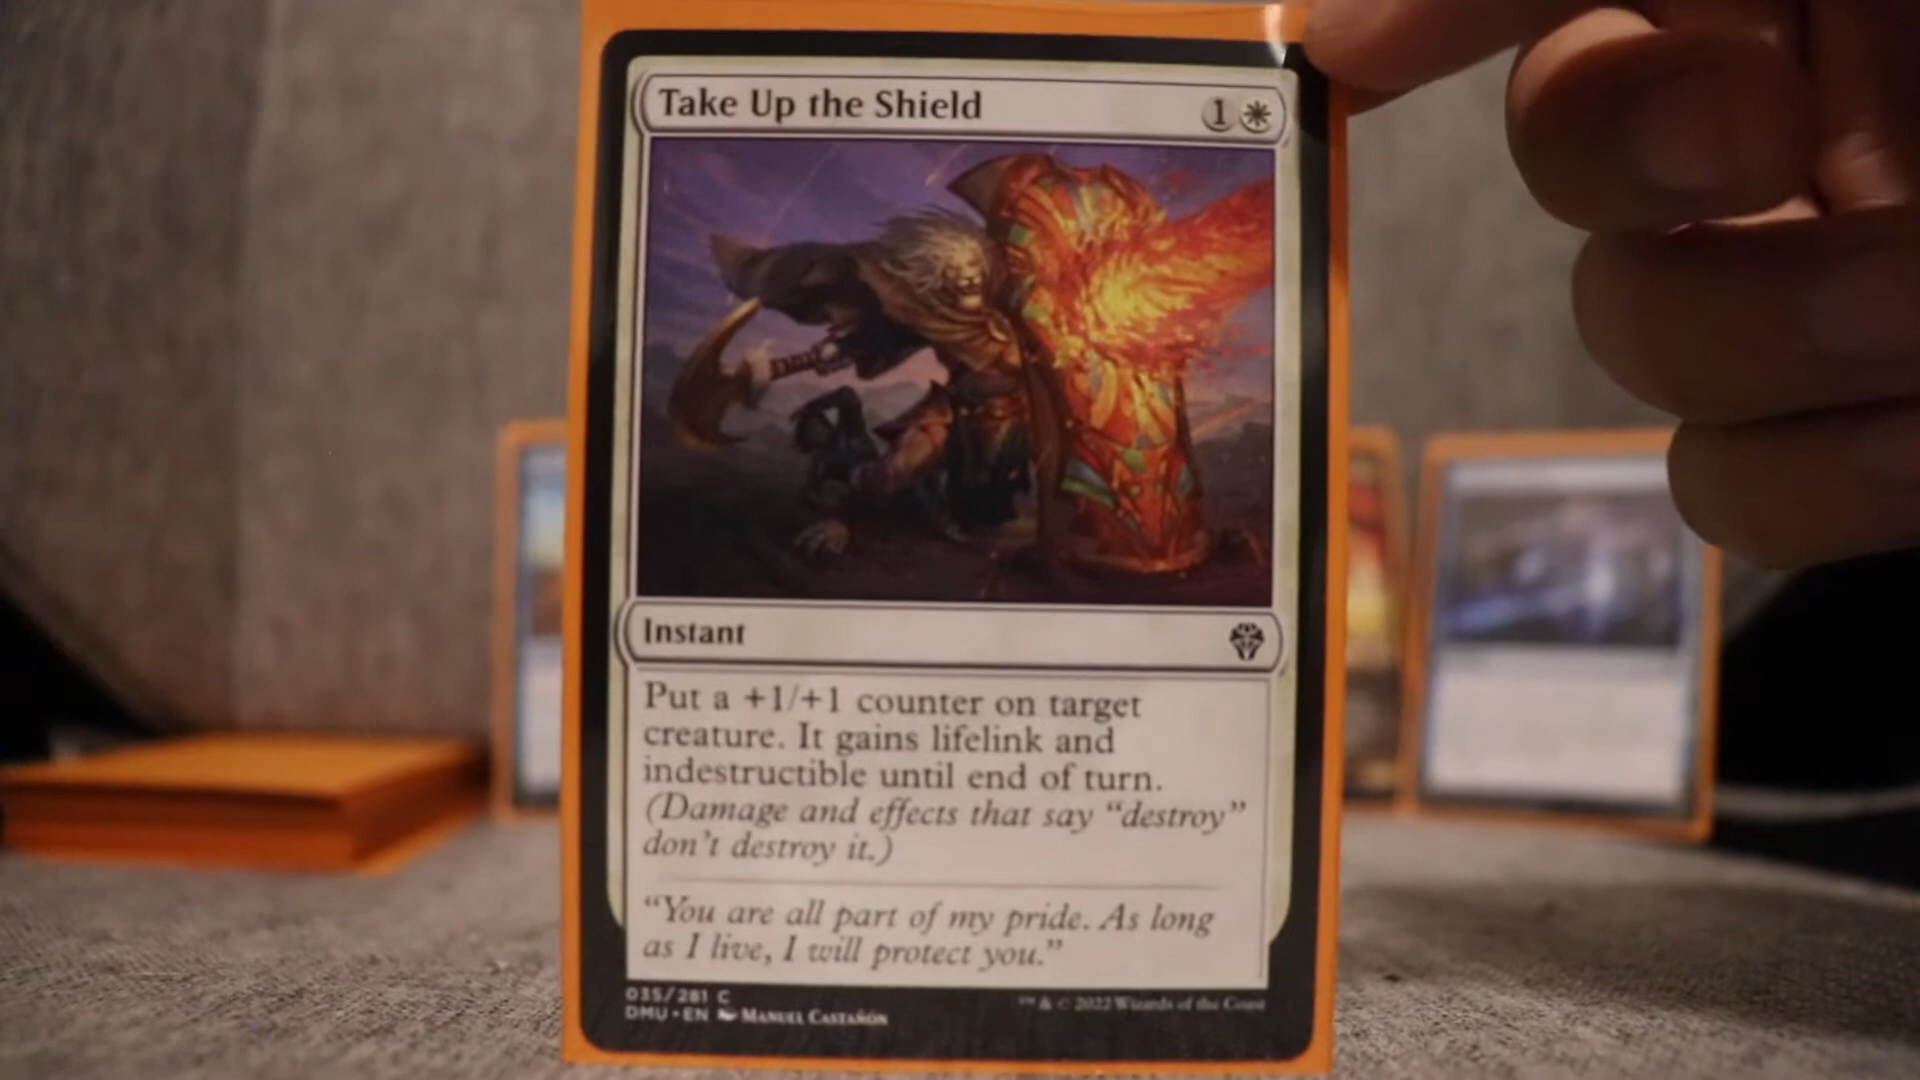 Take Up the Shield 1
Instant
Put a +1/+1 counter on target
creature. It gains lifelink and
indestructible until end of turn.
(Damage and effects that say “destroy”
don’t destroy it.)
“You are all part of my pride. As long
as I live, I will protect you.”
035/281 C
DMU • EN Manuel Castañón
™ & © 2022 Wizards of the Coast